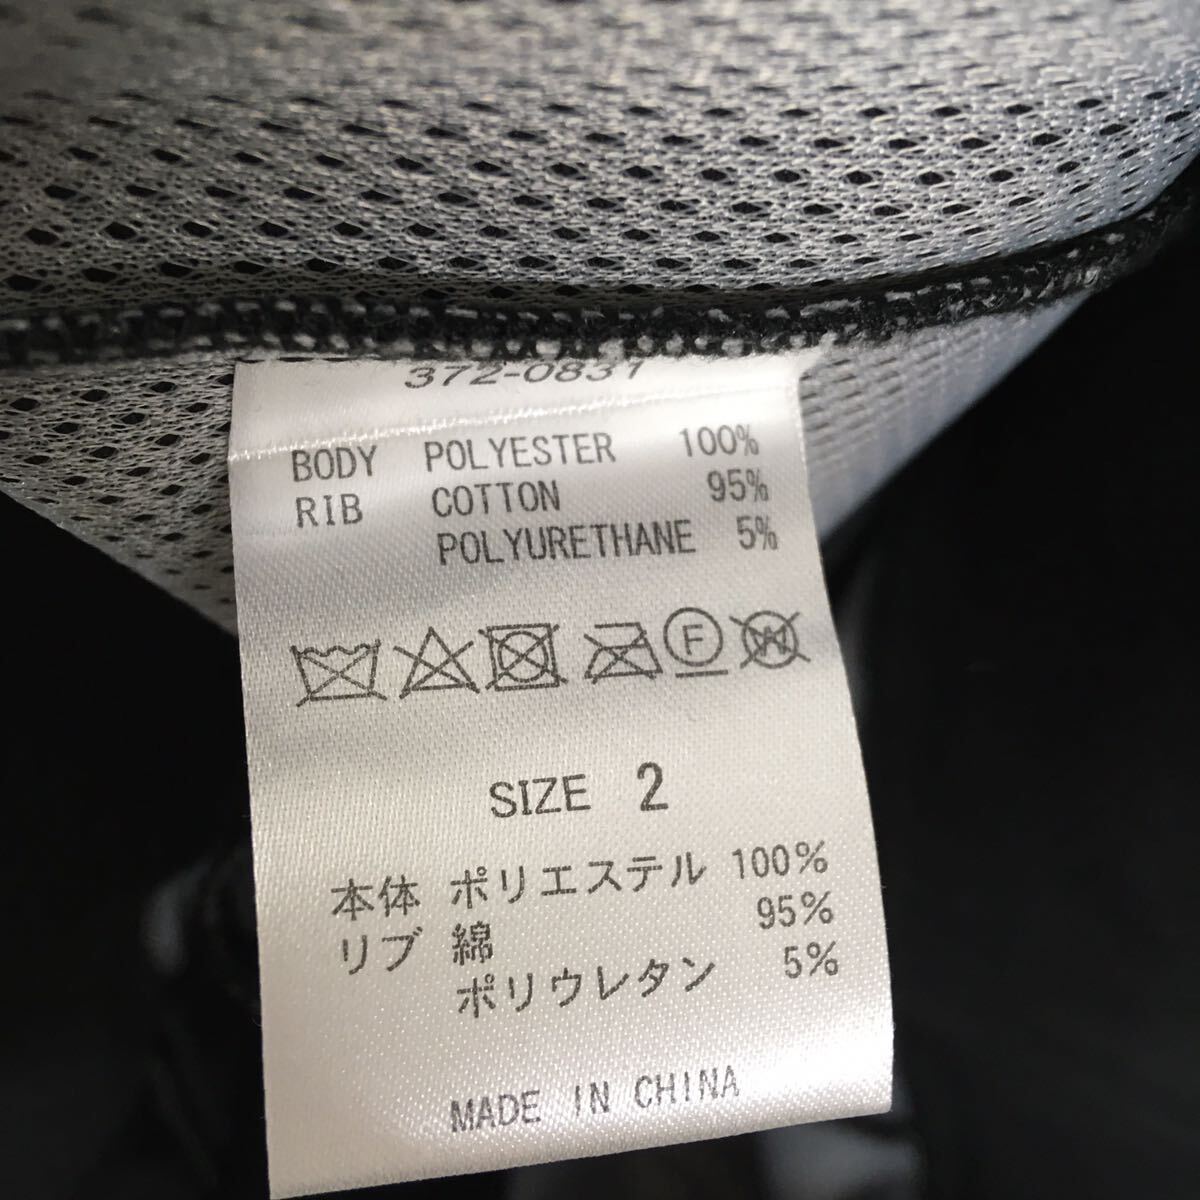 372-0831
BODY POLYESTER 100%
RIB COTTON 95%
POLYURETHANE 5%
F W
SIZE 2
本体 ポリエステル 100%
リブ 綿 95%
ポリウレタン 5%
MADE IN CHINA